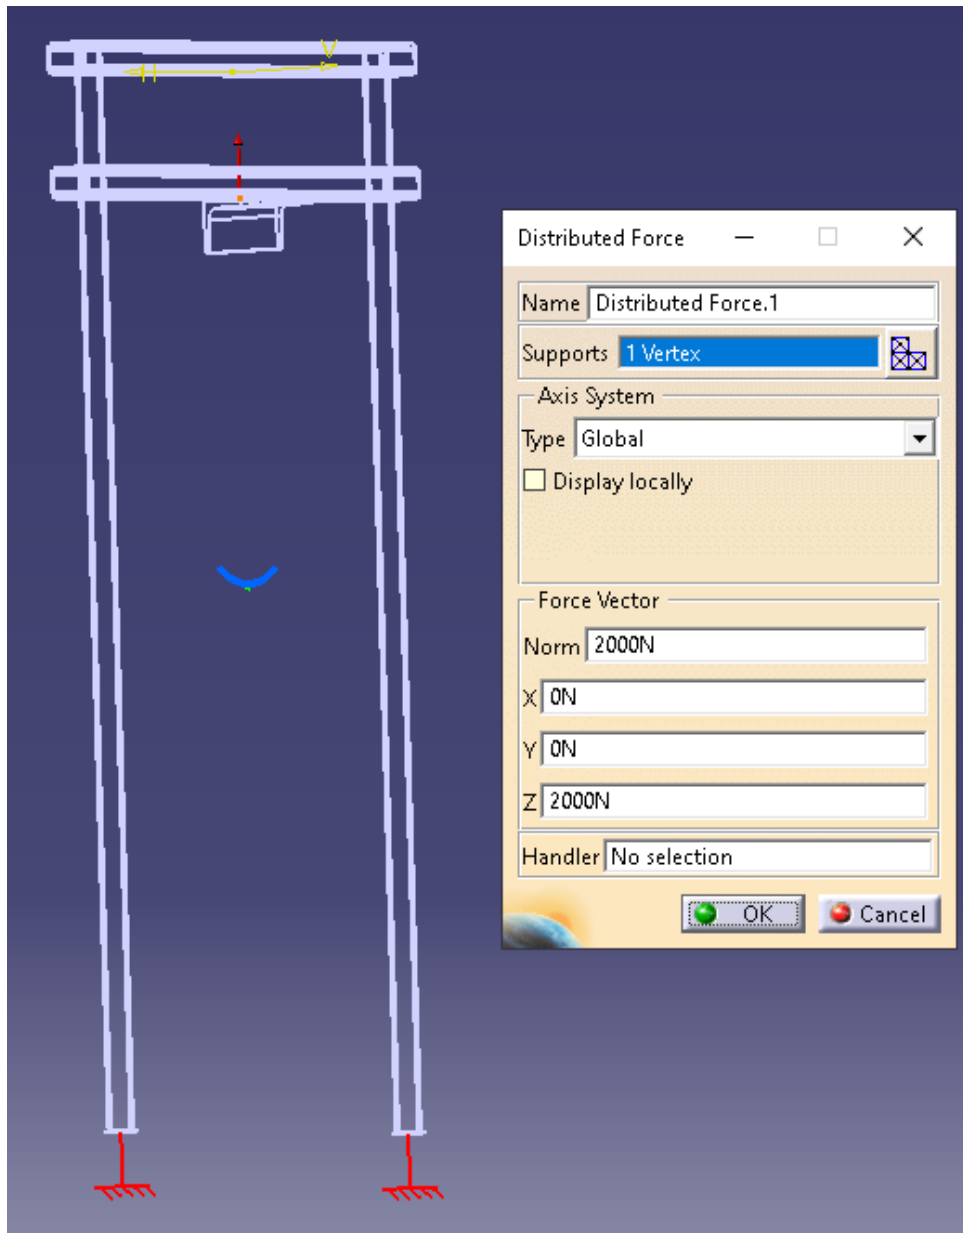 Distributed Force
Name Distributed Force.1
Supports 1 Vertex
Axis System
Type Global
Display locally
Force Vector
Norm 2000N
X 0N
Y 0N
Z 2000N
Handler No selection
OK Cancel